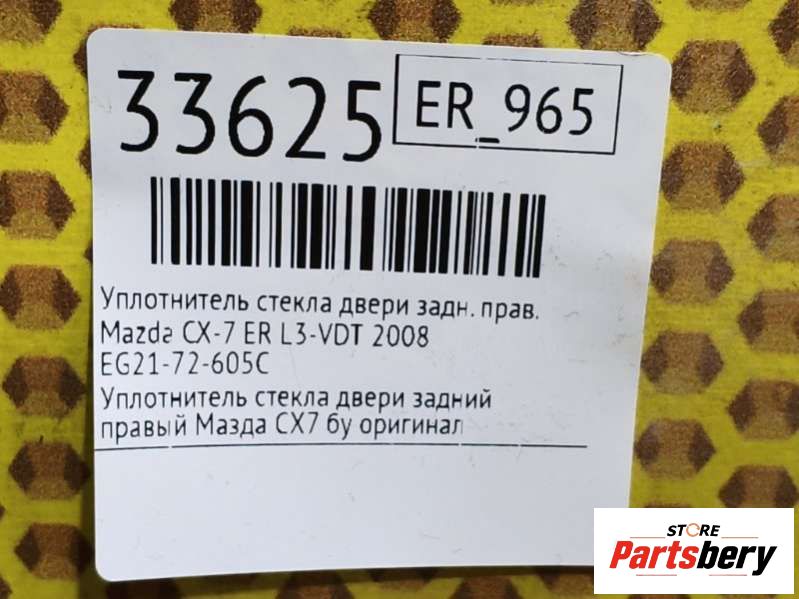 33625
ER_965
Уплотнитель стекла двери задн. прав.
Mazda CX-7 ER L3-VDT 2008
EG21-72-605C
Уплотнитель стекла двери задний
правый Мазда СХ7 бу оригинал
STORE
Partsbery